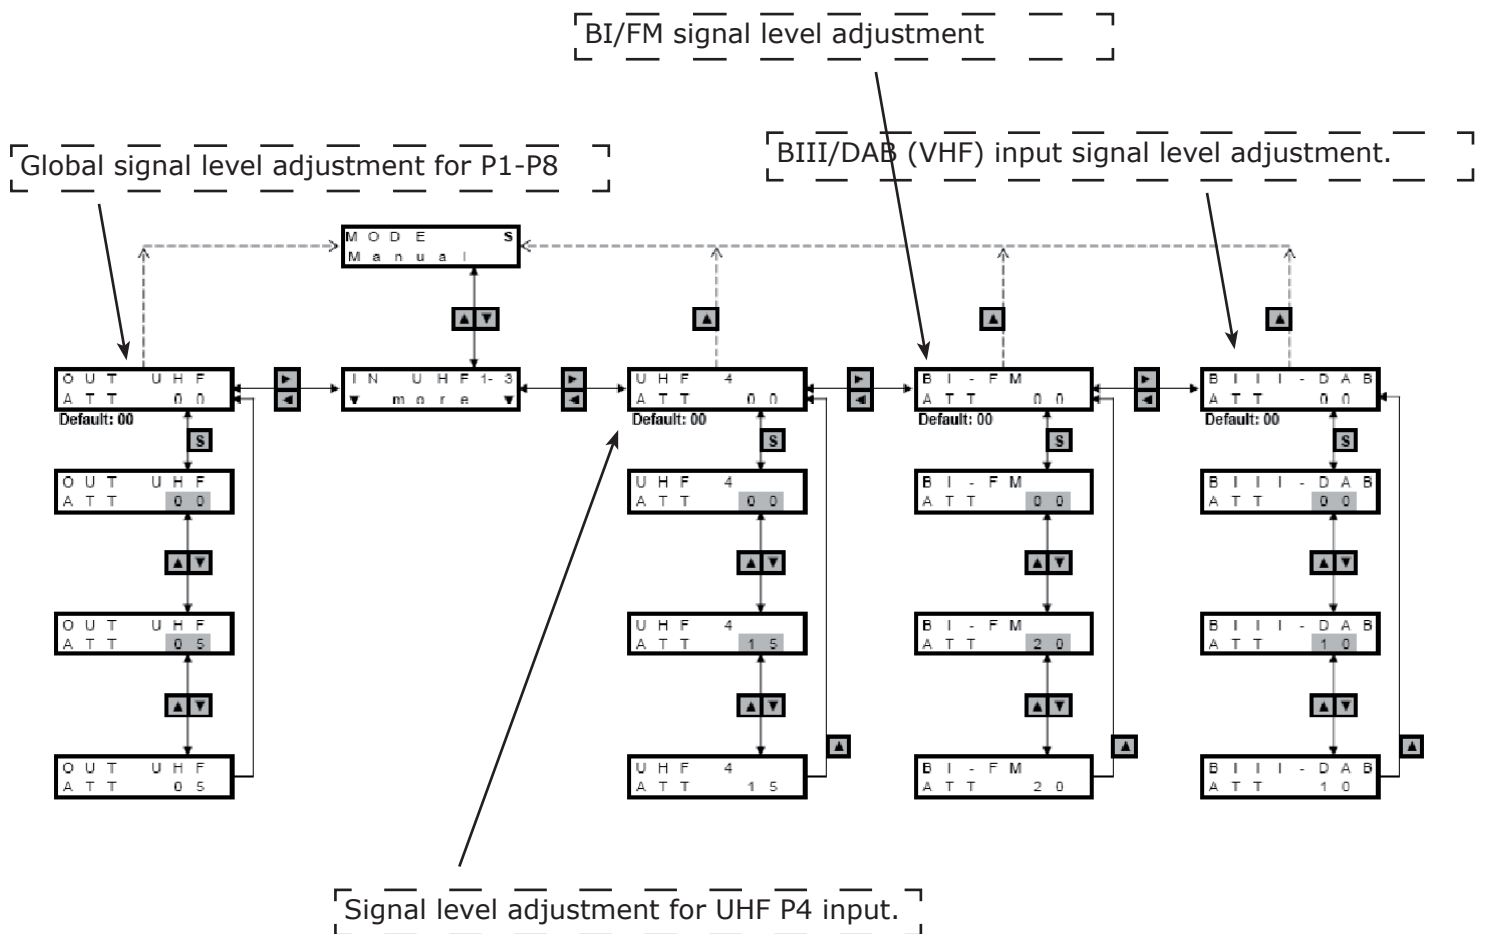 BI/FM signal level adjustment
Global signal level adjustment for P1-P8
BIII/DAB (VHF) input signal level adjustment.
MODE S
Manual
▲ ▼
▲
▲
▲
OUT UHF
ATT 00
Default: 00
►
◄
IN UHF1-3
▼ more ▼
►
◄
UHF 4
ATT 00
Default: 00
►
◄
BI-FM
ATT 00
Default: 00
►
◄
BIII-DAB
ATT 00
Default: 00
S
S
S
S
OUT UHF
ATT 00
UHF 4
ATT 00
BI-FM
ATT 00
BIII-DAB
ATT 00
▲ ▼
▲ ▼
▲ ▼
▲ ▼
OUT UHF
ATT 05
UHF 4
ATT 15
BI-FM
ATT 20
BIII-DAB
ATT 10
▲ ▼
▲ ▼
▲ ▼
▲ ▼
▲
▲
▲
OUT UHF
ATT 05
UHF 4
ATT 15
BI-FM
ATT 20
BIII-DAB
ATT 10
Signal level adjustment for UHF P4 input.